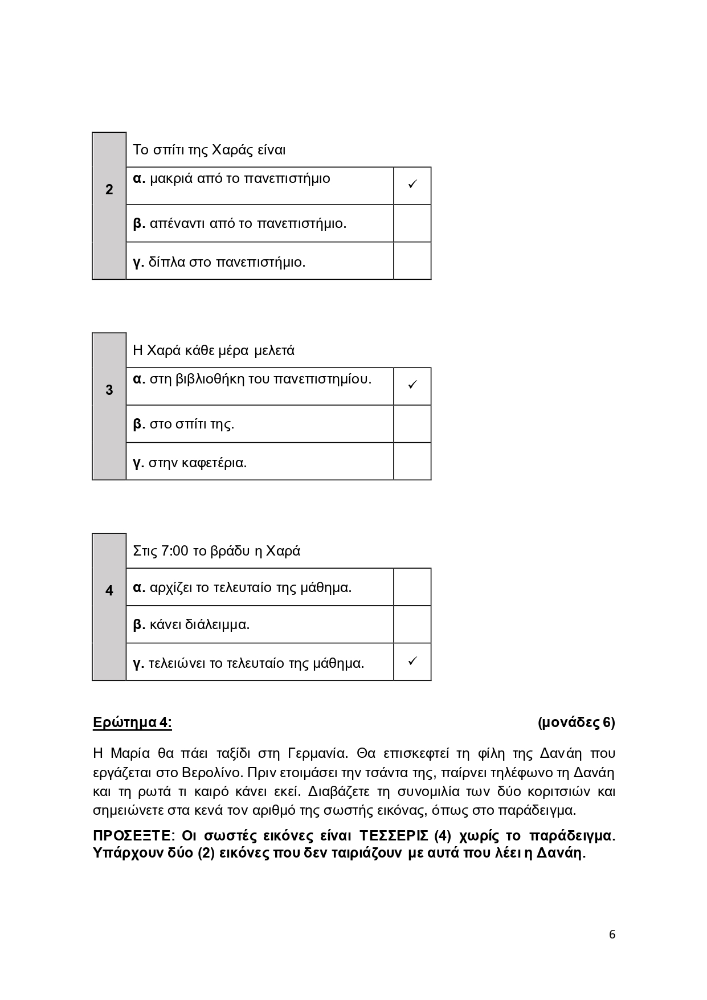 Το σπίτι της Χαράς είναι
2
α. μακριά από το πανεπιστήμιο ✓
β. απέναντι από το πανεπιστήμιο.
γ. δίπλα στο πανεπιστήμιο.
Η Χαρά κάθε μέρα μελετά
3
α. στη βιβλιοθήκη του πανεπιστημίου. ✓
β. στο σπίτι της.
γ. στην καφετέρια.
Στις 7:00 το βράδυ η Χαρά
4
α. αρχίζει το τελευταίο της μάθημα.
β. κάνει διάλειμμα.
γ. τελειώνει το τελευταίο της μάθημα. ✓
Ερώτημα 4: (μονάδες 6)
Η Μαρία θα πάει ταξίδι στη Γερμανία. Θα επισκεφτεί τη φίλη της Δανάη που
εργάζεται στο Βερολίνο. Πριν ετοιμάσει την τσάντα της, παίρνει τηλέφωνο τη Δανάη
και τη ρωτά τι καιρό κάνει εκεί. Διαβάζετε τη συνομιλία των δύο κοριτσιών και
σημειώνετε στα κενά τον αριθμό της σωστής εικόνας, όπως στο παράδειγμα.
ΠΡΟΣΕΞΤΕ: Οι σωστές εικόνες είναι ΤΕΣΣΕΡΙΣ (4) χωρίς το παράδειγμα.
Υπάρχουν δύο (2) εικόνες που δεν ταιριάζουν με αυτά που λέει η Δανάη.
6